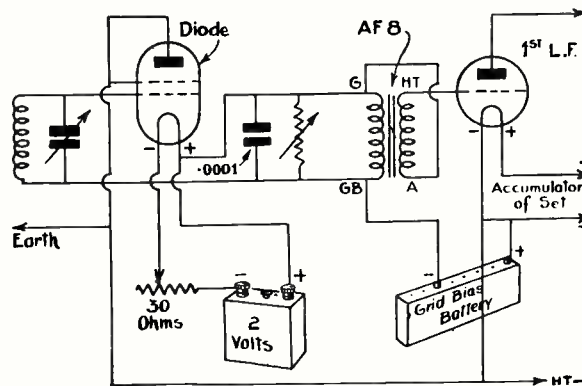 AF 8
Diode
1ST L.F.
G
HT
- +
- +
.0001
GB
A
Accumulator
of Set
Earth
- +
- +
30
Ohms
2
Volts
Grid Bias
Battery
HT-